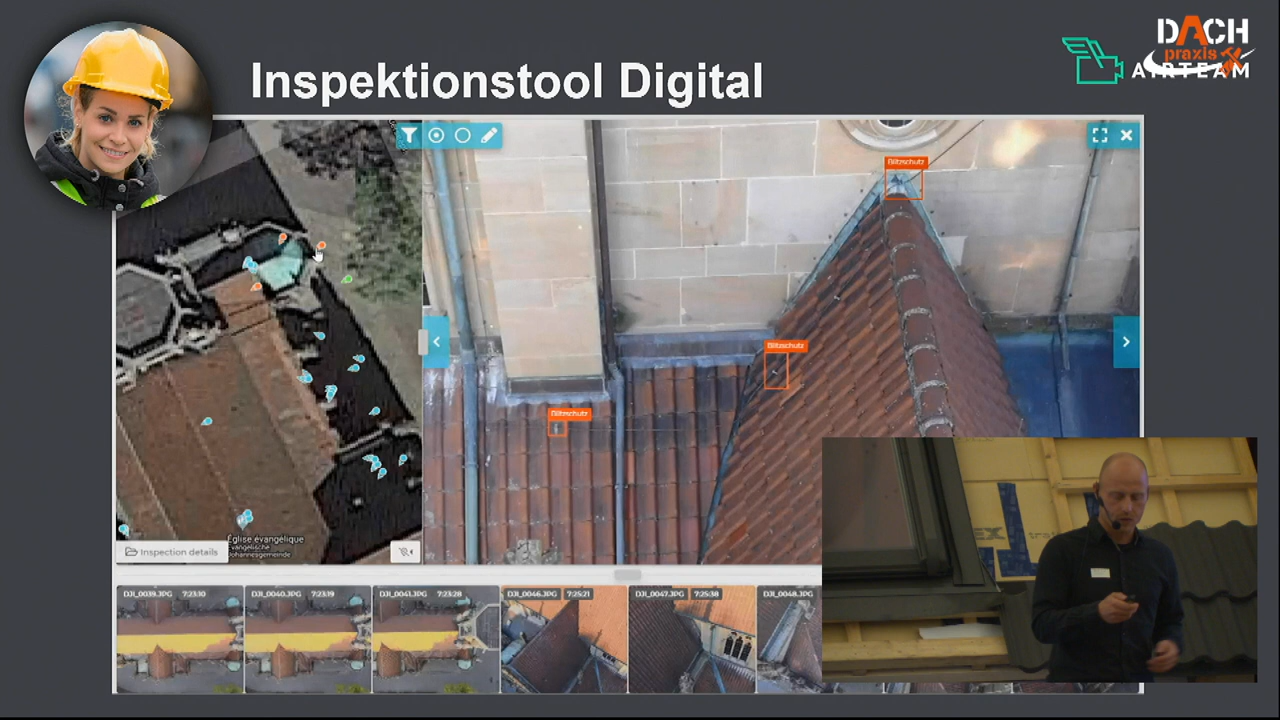 Inspektionstool Digital
DACH
praxis
AIRTEAM
Blitzschutz
Blitzschutz
Blitzschutz
Église évangélique
Evangelische
Johannesgemeinde
Inspection details
DJI_0039.JPG 7:23:10
DJI_0040.JPG 7:23:19
DJI_0041.JPG 7:23:28
DJI_0046.JPG 7:25:21
DJI_0047.JPG 7:25:38
DJI_0048.JPG